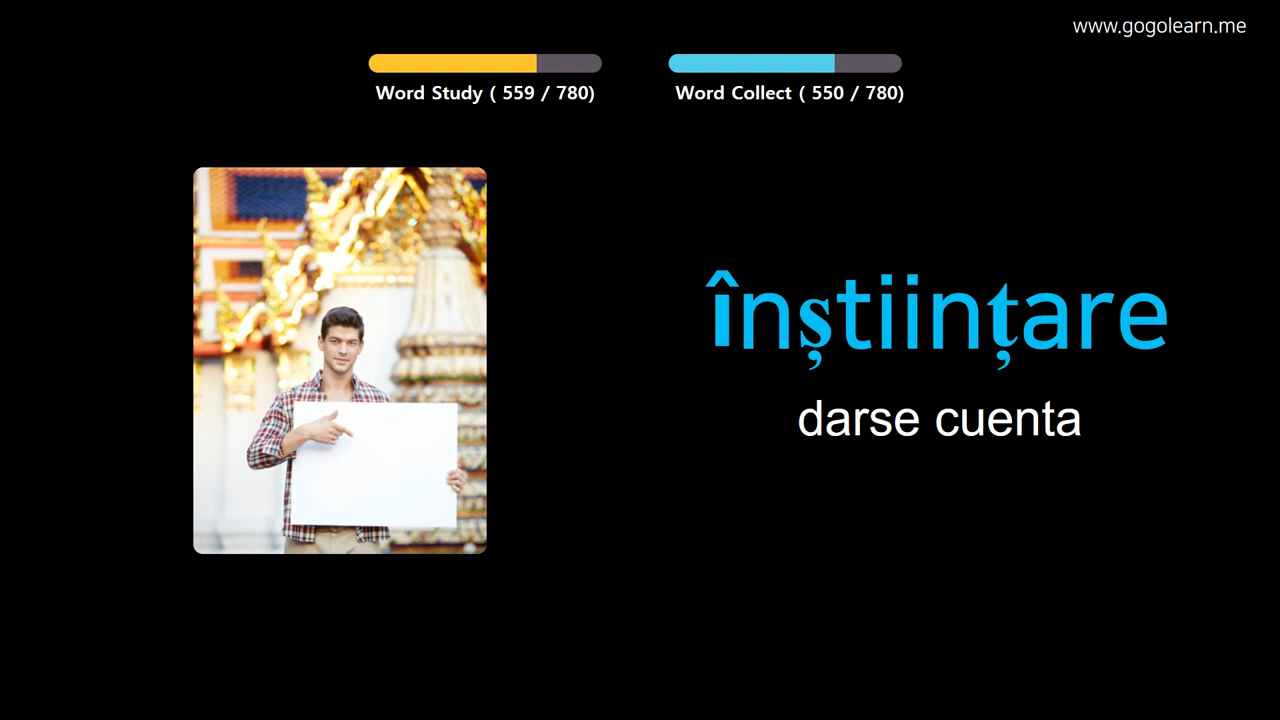 www.gogolearn.me
Word Study ( 559 / 780)
Word Collect ( 550 / 780)
înștiințare
darse cuenta